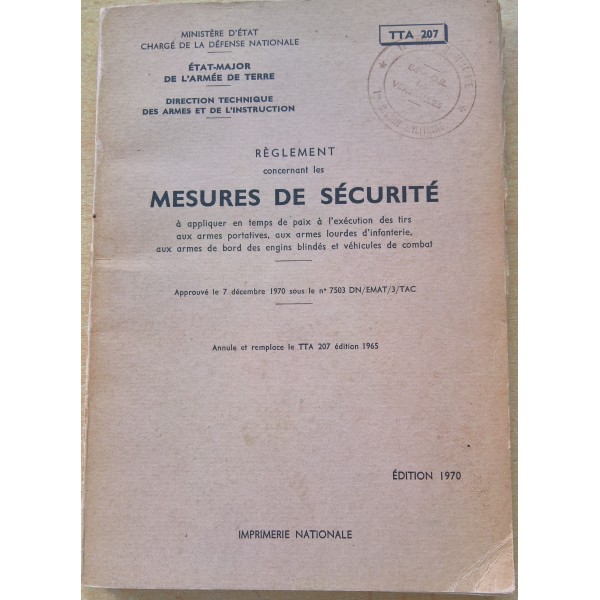 MINISTÈRE D'ÉTAT
CHARGÉ DE LA DÉFENSE NATIONALE
TTA 207
ÉTAT-MAJOR
DE L'ARMÉE DE TERRE
DIRECTION TECHNIQUE
DES ARMES ET DE L'INSTRUCTION
RÈGLEMENT
concernant les
MESURES DE SÉCURITÉ
à appliquer en temps de paix à l'exécution des tirs
aux armes portatives, aux armes lourdes d'infanterie,
aux armes de bord des engins blindés et véhicules de combat
Approuvé le 7 décembre 1970 sous le n° 7503 DN/EMAT/3/TAC
Annule et remplace le TTA 207 édition 1965
ÉDITION 1970
IMPRIMERIE NATIONALE